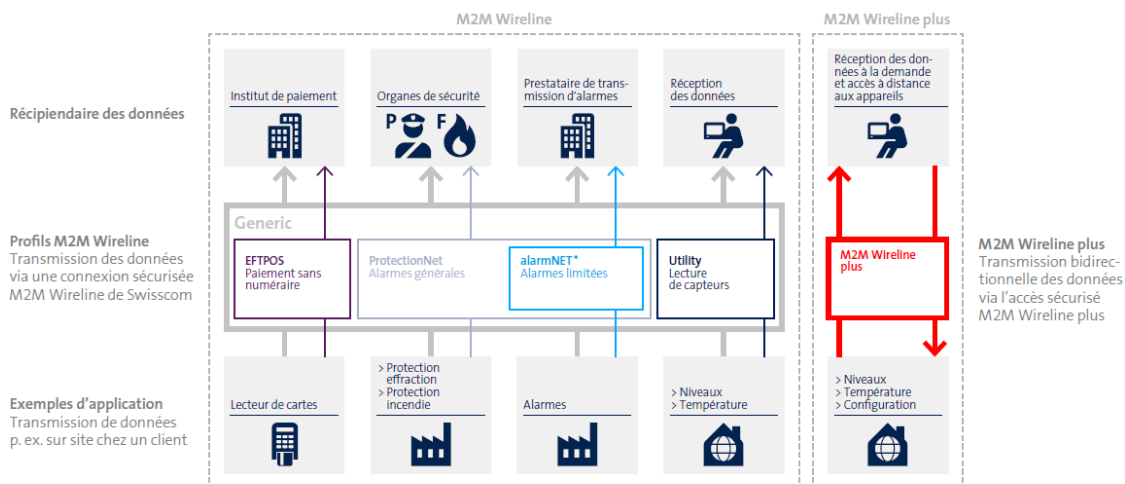 M2M Wireline
M2M Wireline plus
Récipiendaire des données
Institut de paiement
Organes de sécurité
P
F
Prestataire de trans-
mission d'alarmes
Réception
des données
Réception des don-
nées à la demande
et accès à distance
aux appareils
Profils M2M Wireline
Transmission des données
via une connexion sécurisée
M2M Wireline de Swisscom
Generic
EFTPOS
Paiement sans
numéraire
ProtectionNet
Alarmes générales
alarmNET*
Alarmes limitées
Utility
Lecture
de capteurs
M2M Wireline
plus
M2M Wireline plus
Transmission bidirec-
tionnelle des données
via l'accès sécurisé
M2M Wireline plus
Exemples d'application
Transmission de données
p. ex. sur site chez un client
Lecteur de cartes
> Protection
effraction
> Protection
incendie
Alarmes
> Niveaux
> Température
> Niveaux
> Température
> Configuration